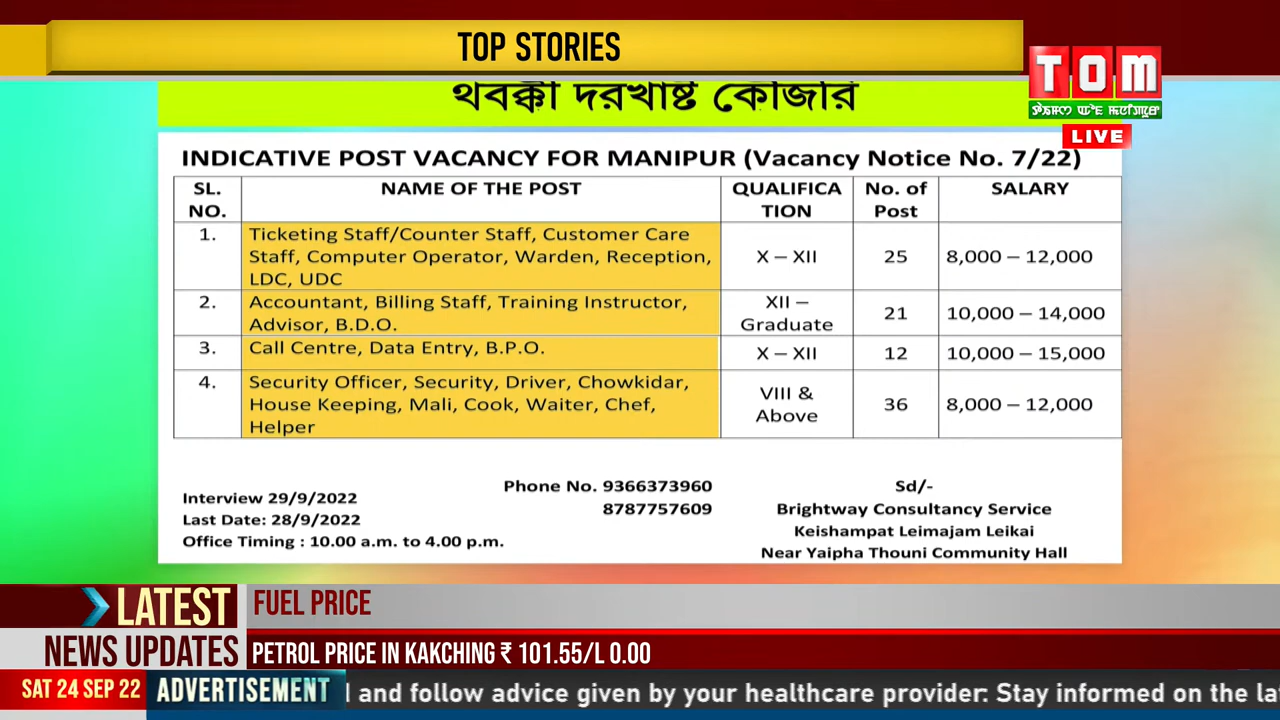 TOP STORIES
TOM
LIVE
থবক্কী দরখাষ্ট কৌজার
INDICATIVE POST VACANCY FOR MANIPUR (Vacancy Notice No. 7/22)
SL. NO. NAME OF THE POST QUALIFICATION No. of Post SALARY
1. Ticketing Staff/Counter Staff, Customer Care
Staff, Computer Operator, Warden, Reception,
LDC, UDC
X – XII 25 8,000 – 12,000
2. Accountant, Billing Staff, Training Instructor,
Advisor, B.D.O.
XII –
Graduate
21 10,000 – 14,000
3. Call Centre, Data Entry, B.P.O. X – XII 12 10,000 – 15,000
4. Security Officer, Security, Driver, Chowkidar,
House Keeping, Mali, Cook, Waiter, Chef,
Helper
VIII &
Above
36 8,000 – 12,000
Interview 29/9/2022
Last Date: 28/9/2022
Office Timing : 10.00 a.m. to 4.00 p.m.
Phone No. 9366373960
8787757609
Sd/-
Brightway Consultancy Service
Keishampat Leimajam Leikai
Near Yaipha Thouni Community Hall
LATEST
NEWS UPDATES
FUEL PRICE
PETROL PRICE IN KAKCHING ₹ 101.55/L 0.00
SAT 24 SEP 22 ADVERTISEMENT and follow advice given by your healthcare provider: Stay informed on the